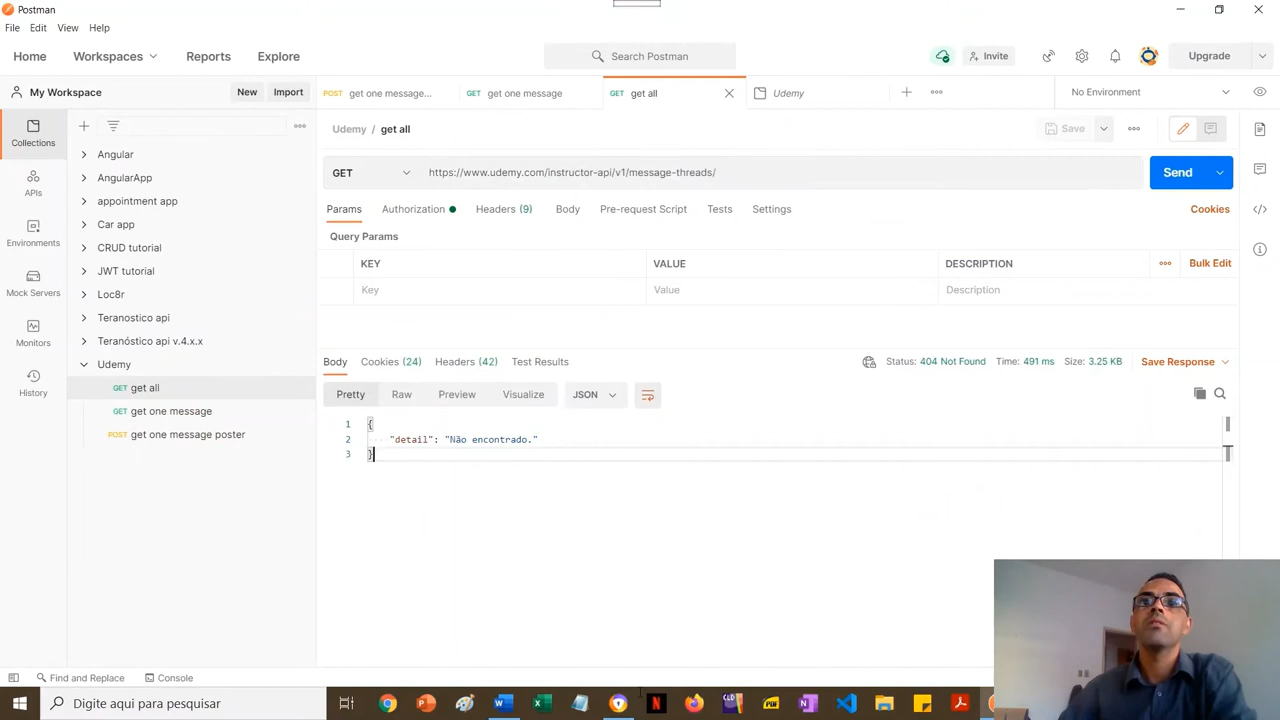 Postman
File Edit View Help
Home Workspaces Reports Explore Search Postman Invite Upgrade
My Workspace New Import POST get one message... GET get one message GET get all Udemy No Environment
Collections
APIs
Environments
Mock Servers
Monitors
History
Angular
AngularApp
appointment app
Car app
CRUD tutorial
JWT tutorial
Loc8r
Teranostico api
Teranóstico api v.4.x.x
Udemy
GET get all
GET get one message
POST get one message poster
Udemy / get all Save
GET https://www.udemy.com/instructor-api/v1/message-threads/ Send
Params Authorization Headers (9) Body Pre-request Script Tests Settings Cookies
Query Params
KEY VALUE DESCRIPTION Bulk Edit
Key Value Description
Body Cookies (24) Headers (42) Test Results Status: 404 Not Found Time: 491 ms Size: 3.25 KB Save Response
Pretty Raw Preview Visualize JSON
1 {
2 "detail": "Não encontrado."
3 }
Find and Replace Console
Digite aqui para pesquisar